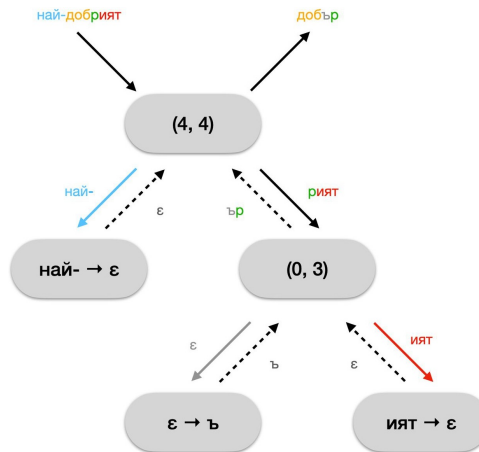 най-добрият
добър
(4, 4)
най-
ε
ър
рият
най- → ε
(0, 3)
ε
ъ
ε
ият
ε → ъ
ият → ε